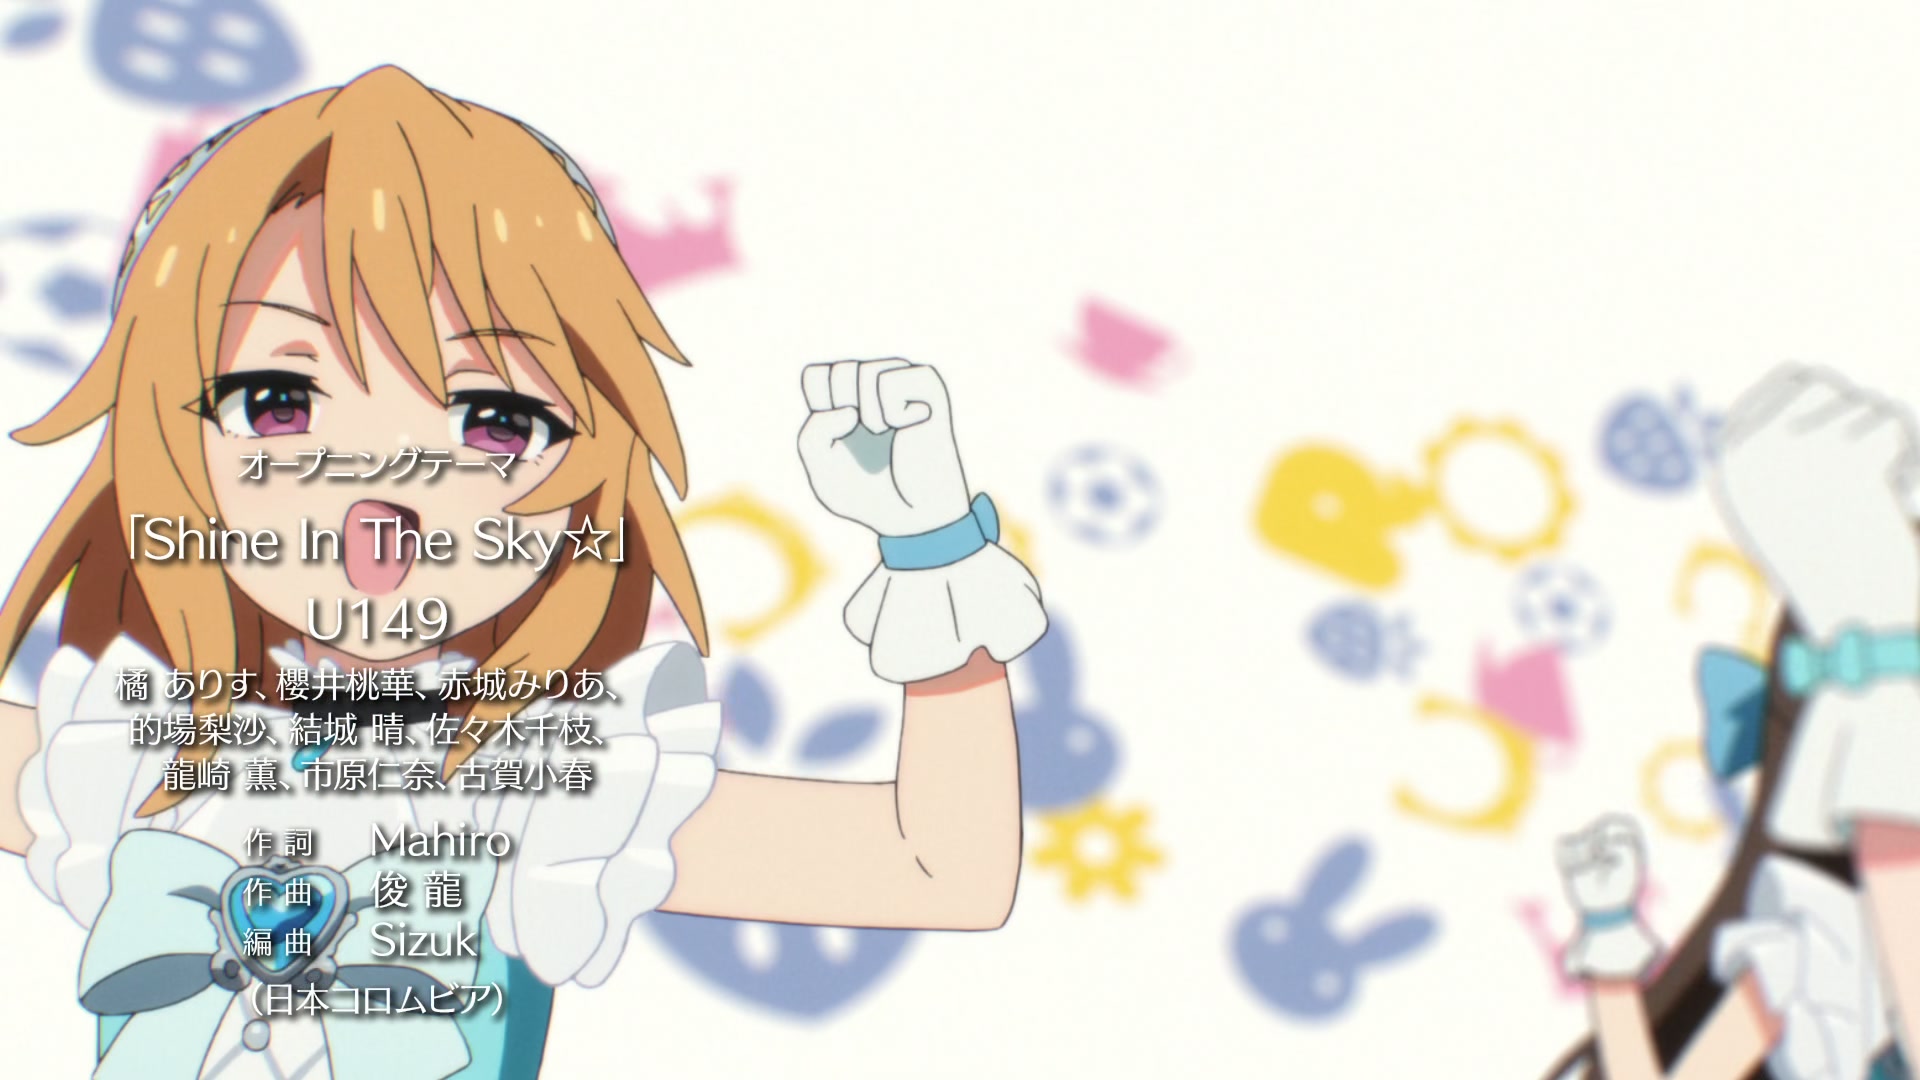 オープニングテーマ
「Shine In The Sky☆」
U149
橘 ありす、櫻井桃華、赤城みりあ、
的場梨沙、結城 晴、佐々木千枝、
龍崎 薫、市原仁奈、古賀小春
作 詞 Mahiro
作 曲 俊 龍
編 曲 Sizuk
（日本コロムビア）